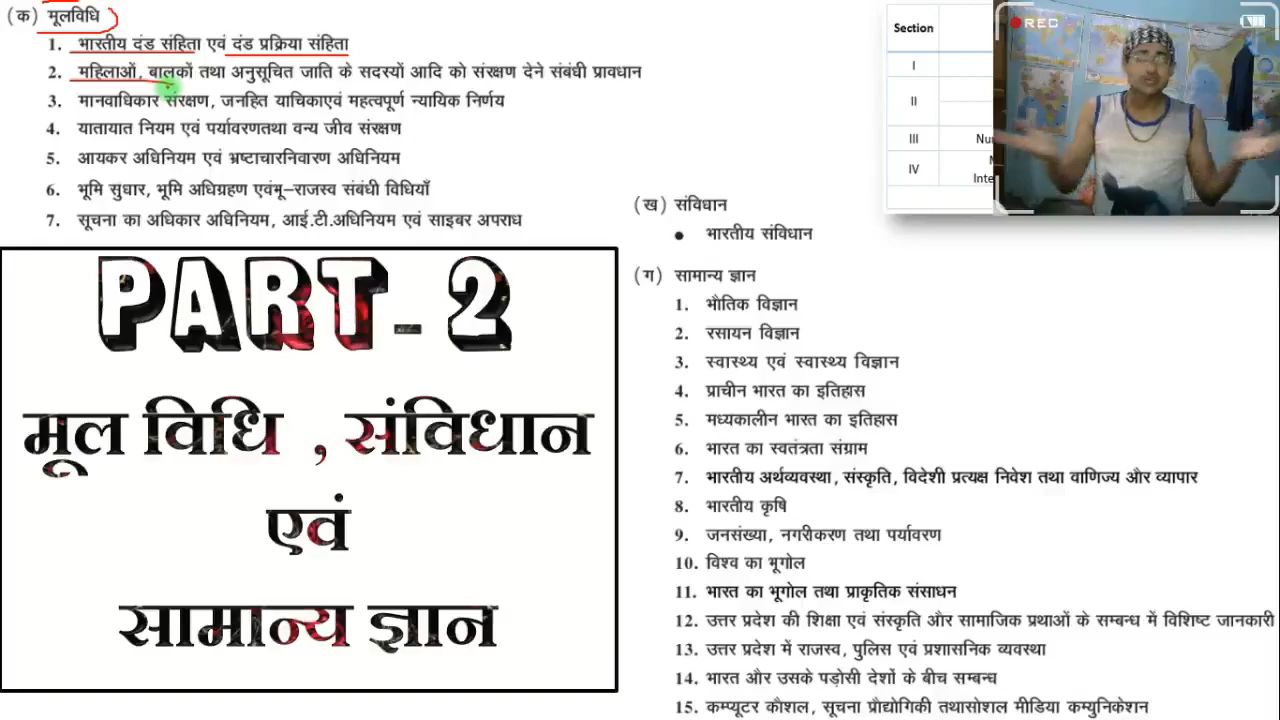 (क) मूलविधि
1. भारतीय दंड संहिता एवं दंड प्रक्रिया संहिता
2. महिलाओं, बालकों तथा अनुसूचित जाति के सदस्यों आदि को संरक्षण देने संबंधी प्रावधान
3. मानवाधिकार संरक्षण, जनहित याचिकाएवं महत्वपूर्ण न्यायिक निर्णय
4. यातायात नियम एवं पर्यावरणतथा वन्य जीव संरक्षण
5. आयकर अधिनियम एवं भ्रष्टाचारनिवारण अधिनियम
6. भूमि सुधार, भूमि अधिग्रहण एवंभू–राजस्व संबंधी विधियाँ
7. सूचना का अधिकार अधिनियम, आई.टी.अधिनियम एवं साइबर अपराध
PART-2
मूल विधि , संविधान
एवं
सामान्य ज्ञान
Section
I
II
III Nu
IV
Inte
REC
(ख) संविधान
● भारतीय संविधान
(ग) सामान्य ज्ञान
1. भौतिक विज्ञान
2. रसायन विज्ञान
3. स्वास्थ्य एवं स्वास्थ्य विज्ञान
4. प्राचीन भारत का इतिहास
5. मध्यकालीन भारत का इतिहास
6. भारत का स्वतंत्रता संग्राम
7. भारतीय अर्थव्यवस्था, संस्कृति, विदेशी प्रत्यक्ष निवेश तथा वाणिज्य और व्यापार
8. भारतीय कृषि
9. जनसंख्या, नगरीकरण तथा पर्यावरण
10. विश्व का भूगोल
11. भारत का भूगोल तथा प्राकृतिक संसाधन
12. उत्तर प्रदेश की शिक्षा एवं संस्कृति और सामाजिक प्रथाओं के सम्बन्ध में विशिष्ट जानकारी
13. उत्तर प्रदेश में राजस्व, पुलिस एवं प्रशासनिक व्यवस्था
14. भारत और उसके पड़ोसी देशों के बीच सम्बन्ध
15. कम्प्यूटर कौशल, सूचना प्रौद्योगिकी तथासोशल मीडिया कम्युनिकेशन